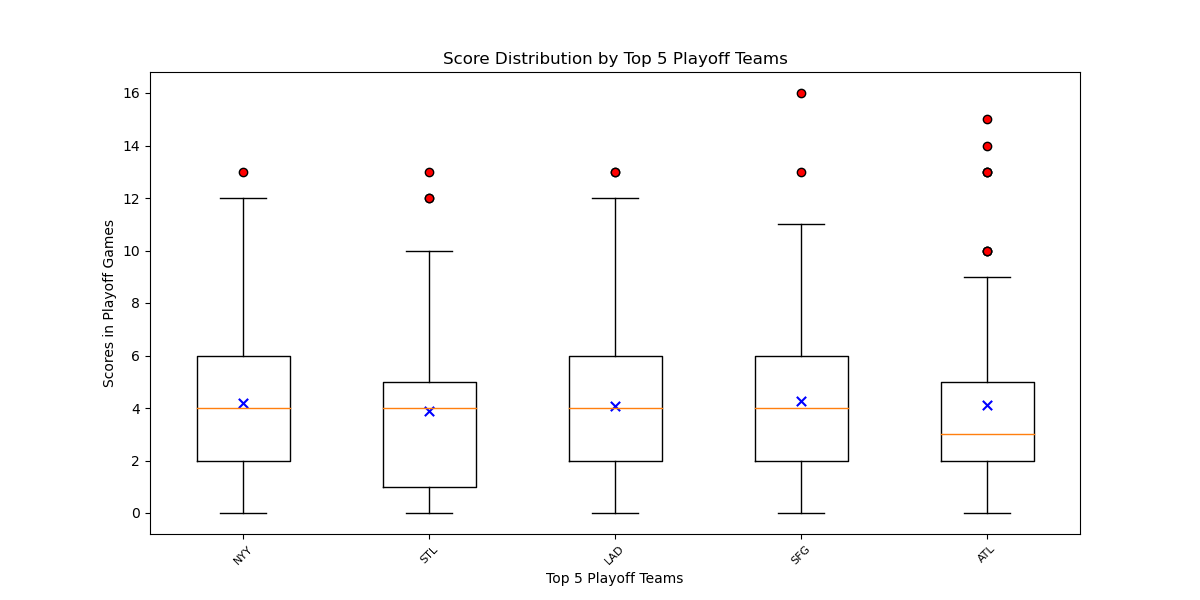 Score Distribution by Top 5 Playoff Teams
Scores in Playoff Games
16
14
12
10
8
6
4
2
0
NYY
STL
LAD
SFG
ATL
Top 5 Playoff Teams